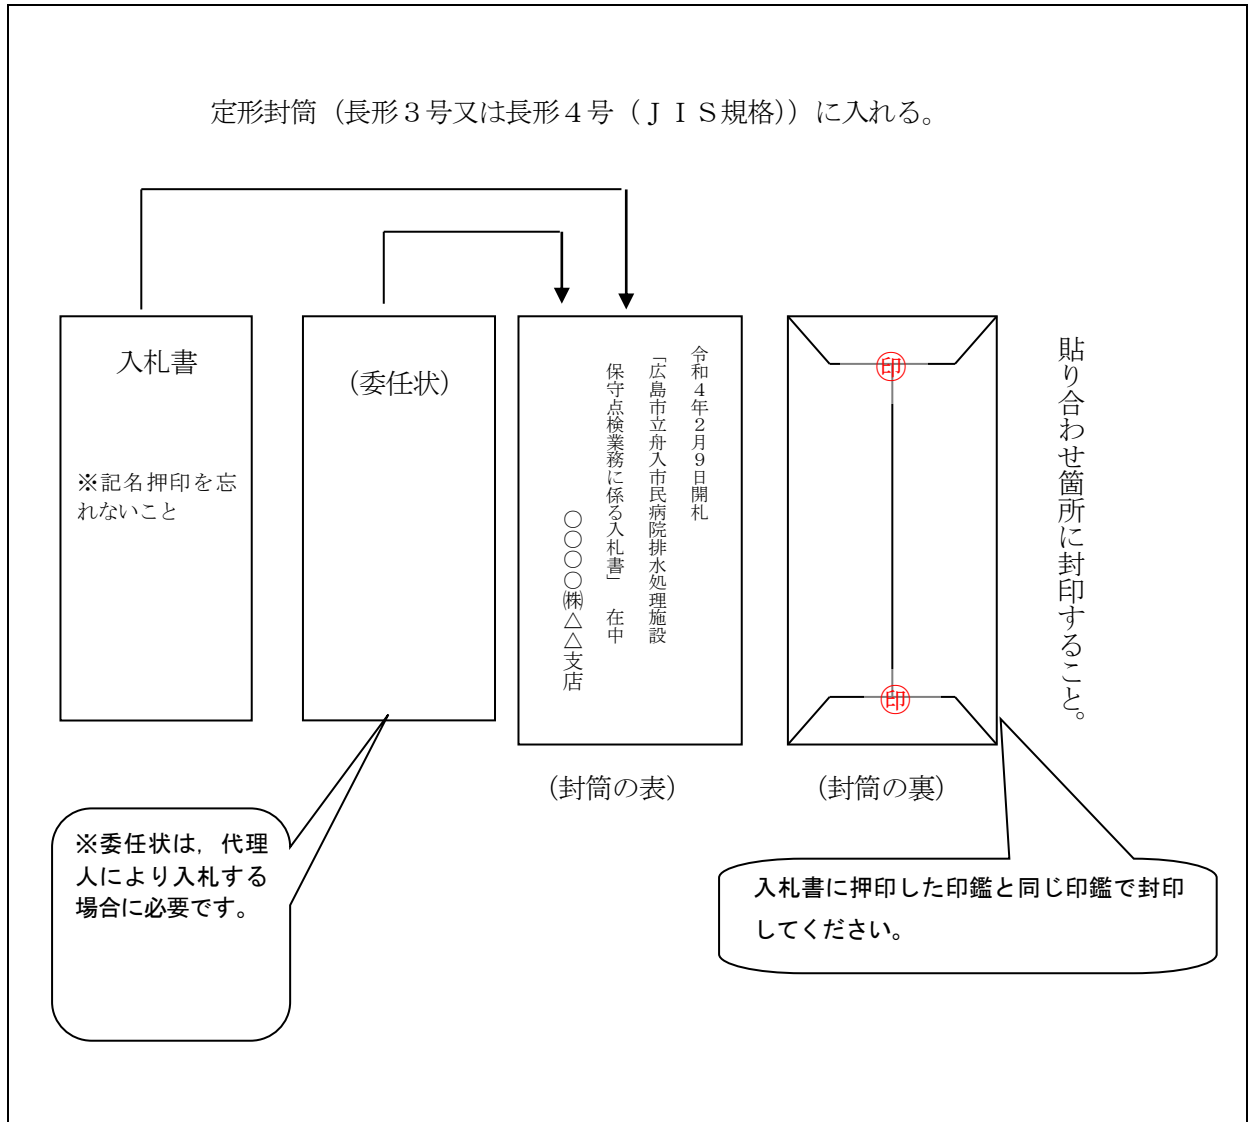 定形封筒（長形３号又は長形４号（ＪＩＳ規格））に入れる。
入札書
※記名押印を忘
れないこと
（委任状）
令和４年２月９日開札
「広島市立舟入市民病院排水処理施設
保守点検業務に係る入札書」　在中
〇〇〇〇㈱△△支店
印
印
貼り合わせ箇所に封印すること。
（封筒の表）
（封筒の裏）
※委任状は，代理
人により入札する
場合に必要です。
入札書に押印した印鑑と同じ印鑑で封印
してください。